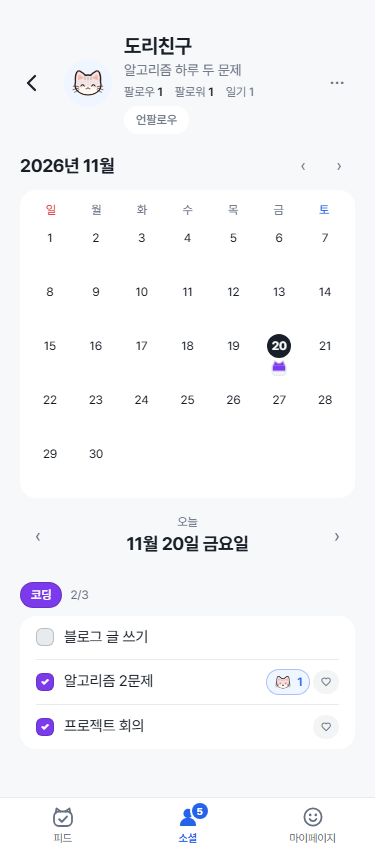 도리친구
알고리즘 하루 두 문제
팔로우 1 팔로워 1 일기 1
언팔로우
2026년 11월
일 월 화 수 목 금 토
1 2 3 4 5 6 7
8 9 10 11 12 13 14
15 16 17 18 19 20 21
22 23 24 25 26 27 28
29 30
오늘
11월 20일 금요일
코딩 2/3
블로그 글 쓰기
알고리즘 2문제 1
프로젝트 회의
5
피드 소셜 마이페이지